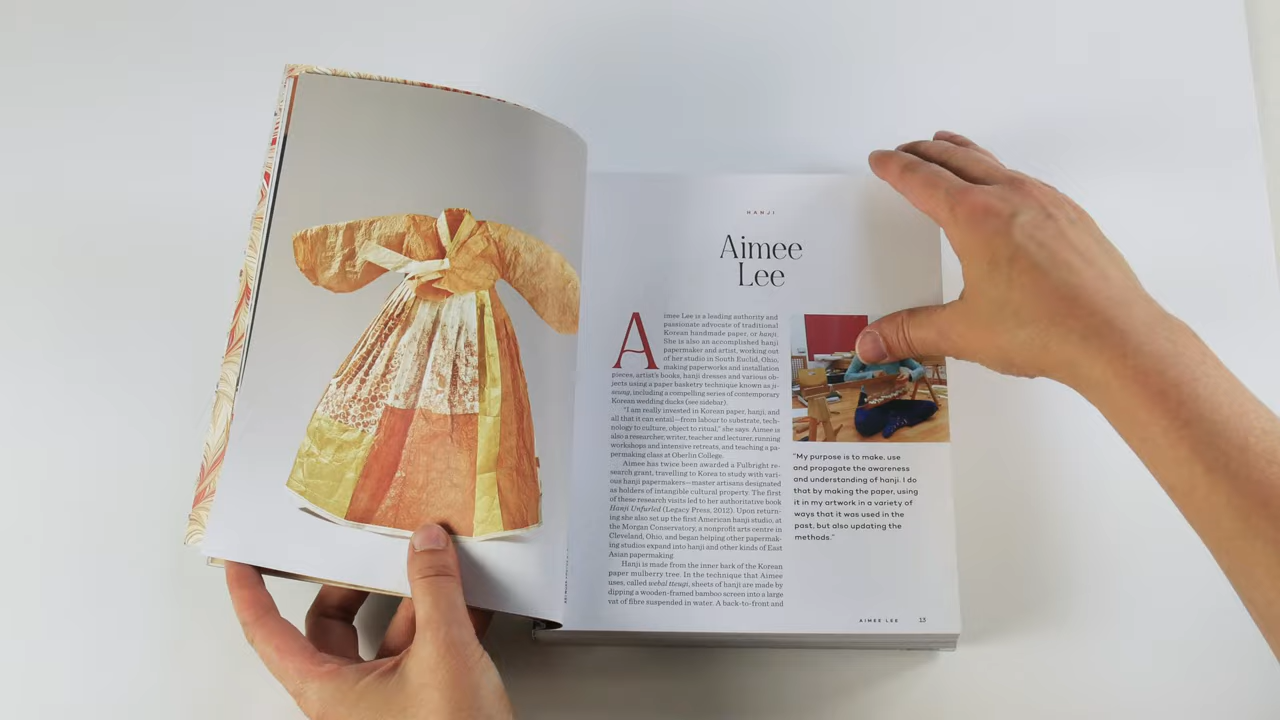 HANJI
Aimee
Lee
Aimee Lee is a leading authority and
passionate advocate of traditional
Korean handmade paper, or hanji.
She is also an accomplished hanji
papermaker and artist, working out
of her studio in South Euclid, Ohio,
making paperworks and installation
pieces, artist's books, hanji dresses and various ob-
jects using a paper basketry technique known as ji-
seung, including a compelling series of contemporary
Korean wedding ducks (see sidebar).
"I am really invested in Korean paper, hanji, and
all that it can entail—from labour to substrate, tech-
nology to culture, object to ritual," she says. Aimee is
also a researcher, writer, teacher and lecturer, running
workshops and intensive retreats, and teaching a pa-
permaking class at Oberlin College.
Aimee has twice been awarded a Fulbright re-
search grant, travelling to Korea to study with vari-
ous hanji papermakers—master artisans designated
as holders of intangible cultural property. The first
of these research visits led to her authoritative book
Hanji Unfurled (Legacy Press, 2012). Upon return-
ing she also set up the first American hanji studio, at
the Morgan Conservatory, a nonprofit arts centre in
Cleveland, Ohio, and began helping other papermak-
ing studios expand into hanji and other kinds of East
Asian papermaking.
Hanji is made from the inner bark of the Korean
paper mulberry tree. In the technique that Aimee
uses, called webal tteugi, sheets of hanji are made by
dipping a wooden-framed bamboo screen into a large
vat of fibre suspended in water. A back-to-front and
"My purpose is to make, use
and propagate the awareness
and understanding of hanji. I do
that by making the paper, using
it in my artwork in a variety of
ways that it was used in the
past, but also updating the
methods."
AIMEE LEE 13